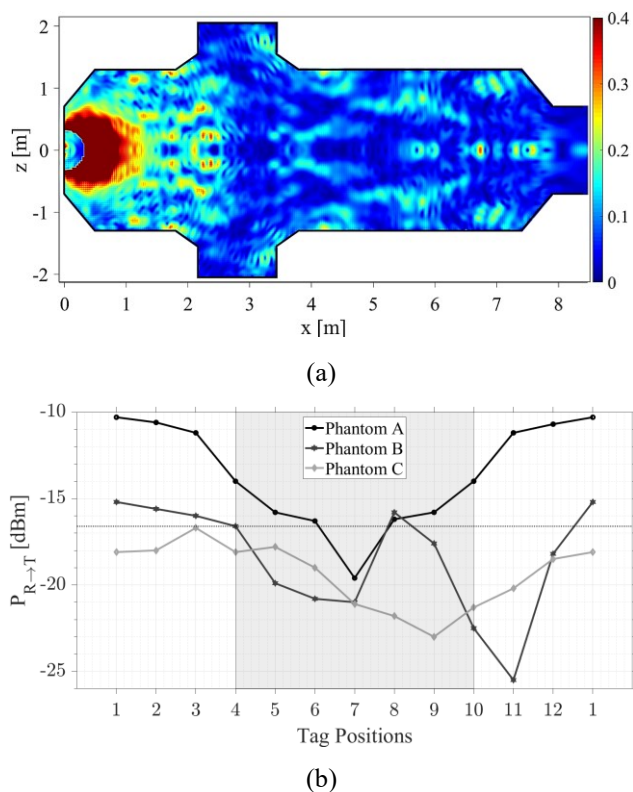 2
1
0
-1
-2
z [m]
0 1 2 3 4 5 6 7 8
x [m]
0.4
0.3
0.2
0.1
0
(a)
-10
-15
-20
-25
P_{R→T} [dBm]
Phantom A
Phantom B
Phantom C
1 2 3 4 5 6 7 8 9 10 11 12 1
Tag Positions
(b)